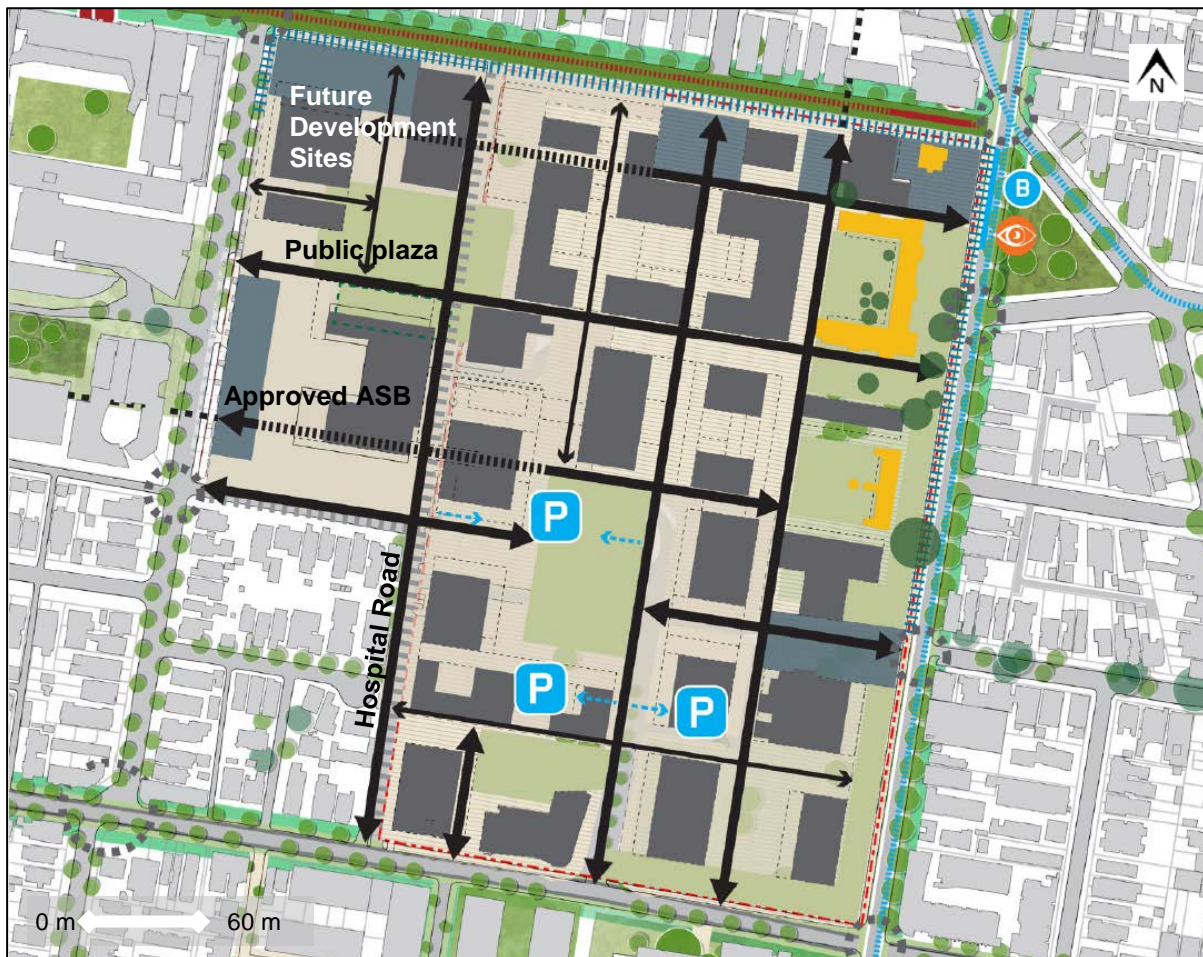 N
Future
Development
Sites
B
Public plaza
Approved ASB
P
Hospital Road
P
P
0 m
60 m